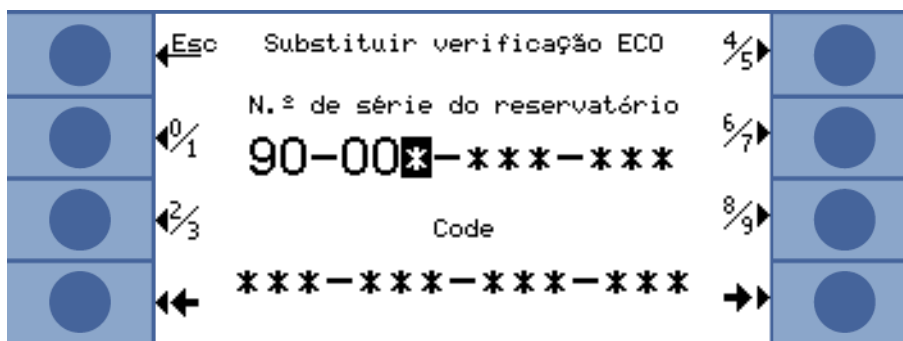 Esc Substituir verificação ECO 4/5
N.º de série do reservatório
0/1 6/7
90-00*-***-***
2/3 Code 8/9
***-***-***-***